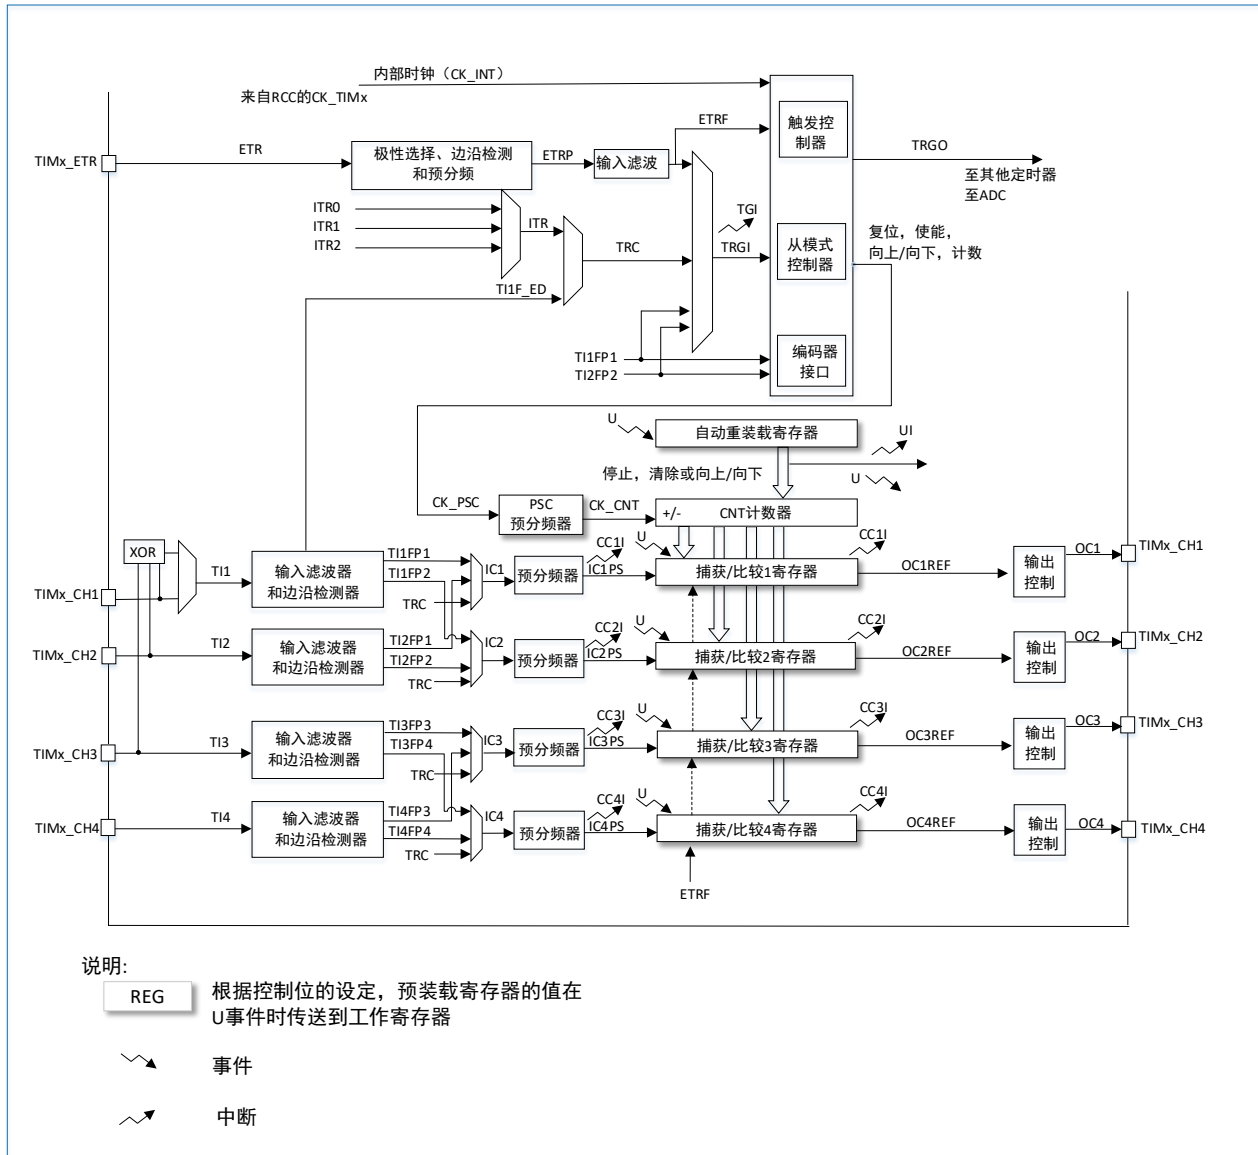 内部时钟（CK_INT）
来自RCC的CK_TIMx
TIMx_ETR
ETR
极性选择、边沿检测
和预分频
ETRP
输入滤波
ETRF
触发控
制器
TRGO
至其他定时器
至ADC
ITR0
ITR1
ITR2
ITR
TRC
TI1F_ED
TGI
TRGI
从模式
控制器
复位，使能，
向上/向下，计数
TI1FP1
TI2FP2
编码器
接口
U
自动重装载寄存器
UI
U
停止，清除或向上/向下
CK_PSC
PSC
预分频器
CK_CNT
+/-
CNT计数器
XOR
TIMx_CH1
TI1
输入滤波器
和边沿检测器
TI1FP1
TI1FP2
TRC
IC1
预分频器
CC1I
IC1PS
U
捕获/比较1寄存器
CC1I
OC1REF
输出
控制
OC1
TIMx_CH1
TIMx_CH2
TI2
输入滤波器
和边沿检测器
TI2FP1
TI2FP2
TRC
IC2
预分频器
CC2I
IC2PS
U
捕获/比较2寄存器
CC2I
OC2REF
输出
控制
OC2
TIMx_CH2
TIMx_CH3
TI3
输入滤波器
和边沿检测器
TI3FP3
TI3FP4
TRC
IC3
预分频器
CC3I
IC3PS
U
捕获/比较3寄存器
CC3I
OC3REF
输出
控制
OC3
TIMx_CH3
TIMx_CH4
TI4
输入滤波器
和边沿检测器
TI4FP3
TI4FP4
TRC
IC4
预分频器
CC4I
IC4PS
U
捕获/比较4寄存器
CC4I
OC4REF
输出
控制
OC4
TIMx_CH4
ETRF
说明:
REG
根据控制位的设定，预装载寄存器的值在
U事件时传送到工作寄存器
事件
中断